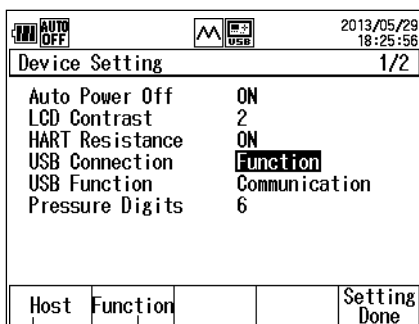 AUTO OFF USB 2013/05/29 18:25:56
Device Setting 1/2
Auto Power Off ON
LCD Contrast 2
HART Resistance ON
USB Connection Function
USB Function Communication
Pressure Digits 6
Host Function Setting Done